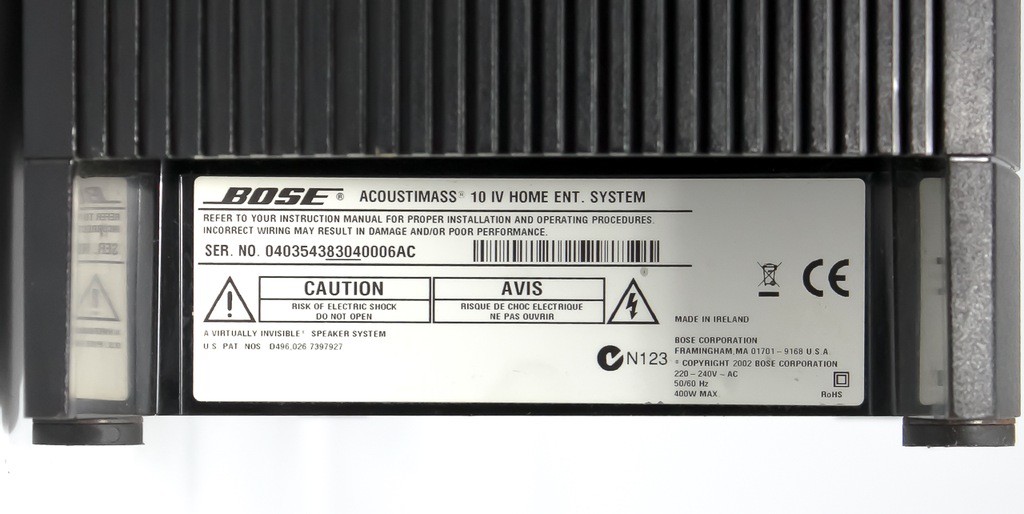 BOSE® ACOUSTIMASS® 10 IV HOME ENT. SYSTEM
REFER TO YOUR INSTRUCTION MANUAL FOR PROPER INSTALLATION AND OPERATING PROCEDURES.
INCORRECT WIRING MAY RESULT IN DAMAGE AND/OR POOR PERFORMANCE.
SER. NO. 040354383040006AC
CAUTION
RISK OF ELECTRIC SHOCK
DO NOT OPEN
AVIS
RISQUE DE CHOC ELECTRIQUE
NE PAS OUVRIR
A VIRTUALLY INVISIBLE® SPEAKER SYSTEM
U.S. PAT NOS D496,026 7397927
N123
CE
MADE IN IRELAND
BOSE CORPORATION
FRAMINGHAM, MA 01701-9168 U.S.A.
© COPYRIGHT 2002 BOSE CORPORATION
220-240V ~ AC
50/60 Hz
400W MAX
RoHS